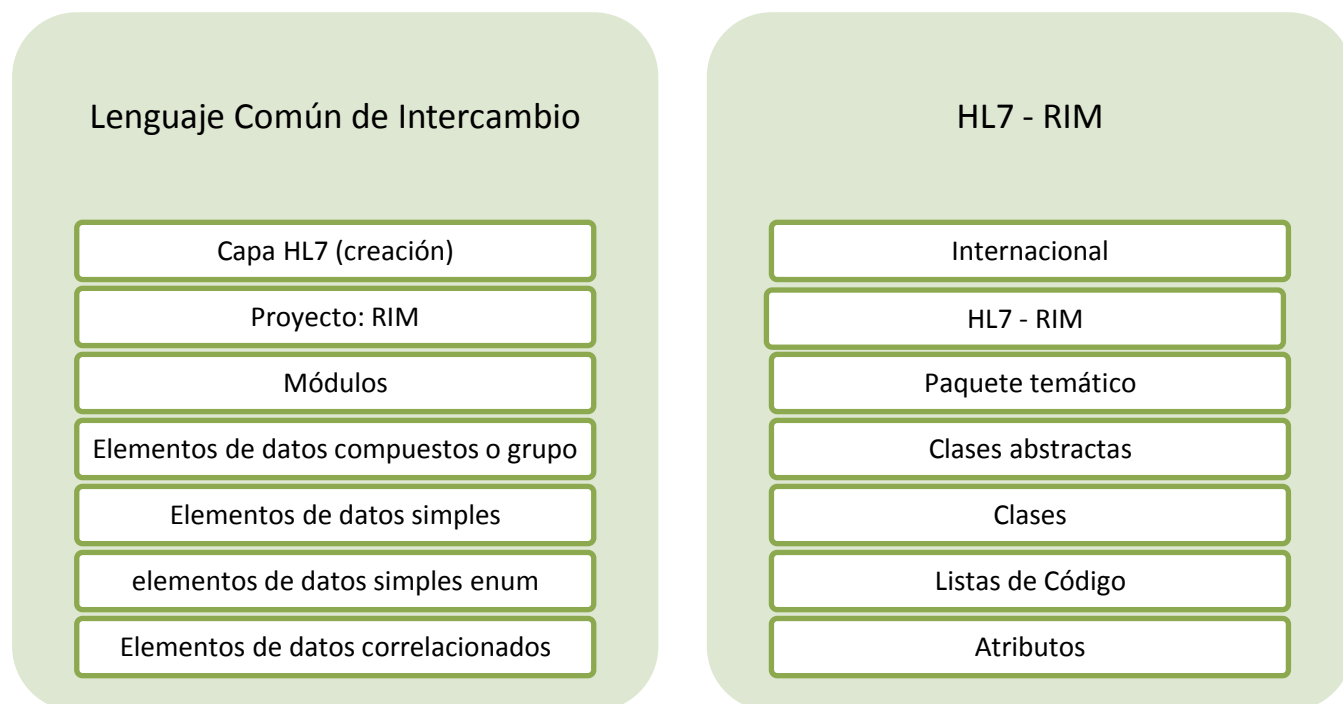 Lenguaje Común de Intercambio
Capa HL7 (creación)
Proyecto: RIM
Módulos
Elementos de datos compuestos o grupo
Elementos de datos simples
elementos de datos simples enum
Elementos de datos correlacionados
HL7 - RIM
Internacional
HL7 - RIM
Paquete temático
Clases abstractas
Clases
Listas de Código
Atributos